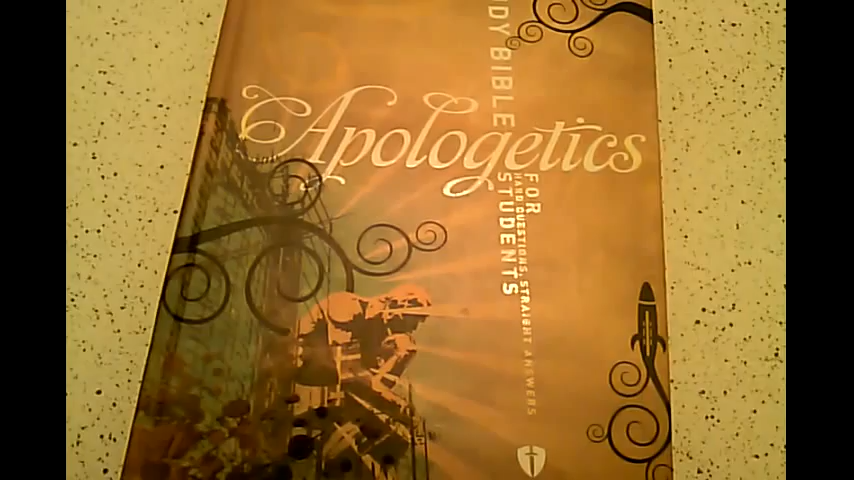 Apologetics
DY BIBLE
FOR
STUDENTS
HARD QUESTIONS, STRAIGHT ANSWERS